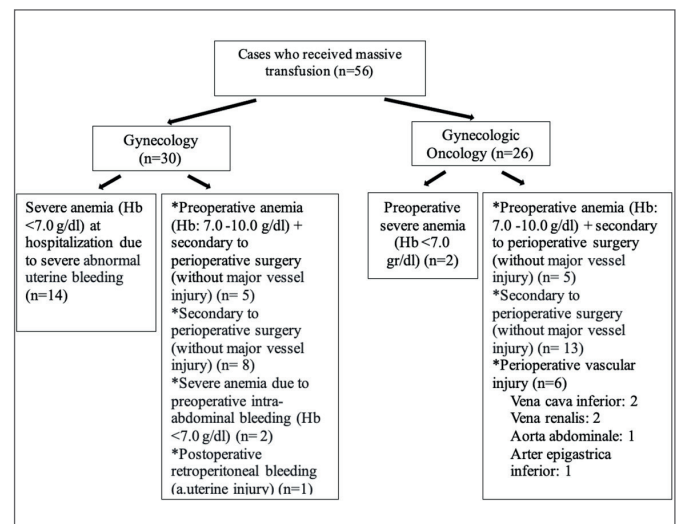 Cases who received massive
transfusion (n=56)
Gynecology
(n=30)
Gynecologic
Oncology (n=26)
Severe anemia (Hb
<7.0 g/dl) at
hospitalization due
to severe abnormal
uterine bleeding
(n=14)
*Preoperative anemia
(Hb: 7.0 -10.0 g/dl) +
secondary to
perioperative surgery
(without major vessel
injury) (n= 5)
*Secondary to
perioperative surgery
(without major vessel
injury) (n= 8)
*Severe anemia due to
preoperative intra-
abdominal bleeding (Hb
<7.0 g/dl) (n= 2)
*Postoperative
retroperitoneal bleeding
(a.uterine injury) (n=1)
Preoperative
severe anemia
(Hb <7.0
gr/dl) (n=2)
*Preoperative anemia (Hb:
7.0 -10.0 g/dl) + secondary
to perioperative surgery
(without major vessel
injury) (n= 5)
*Secondary to
perioperative surgery
(without major vessel
injury) (n= 13)
*Perioperative vascular
injury (n=6)
Vena cava inferior: 2
Vena renalis: 2
Aorta abdominale: 1
Arter epigastrica
inferior: 1